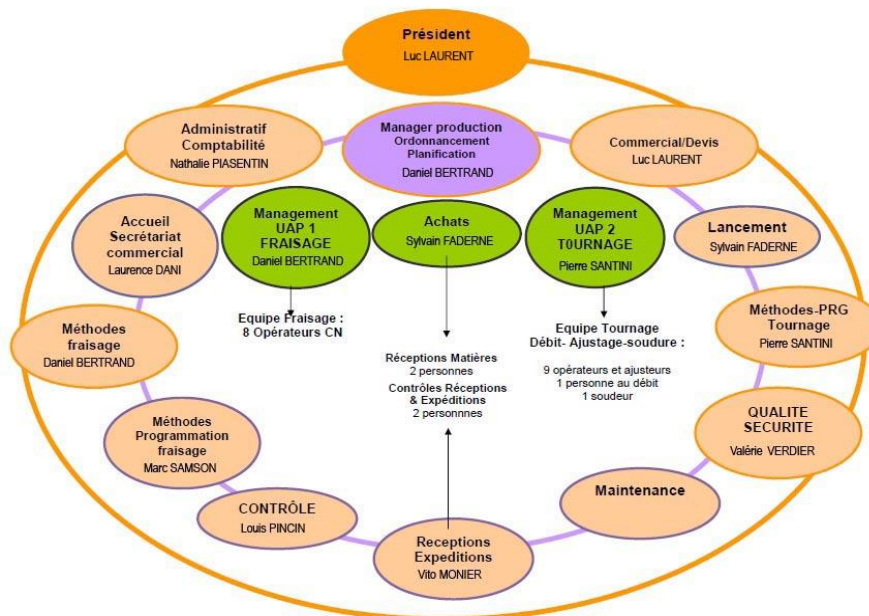 Président
Luc LAURENT
Administratif
Comptabilité
Nathalie PIASENTIN
Manager production
Ordonnancement
Planification
Daniel BERTRAND
Commercial/Devis
Luc LAURENT
Accueil
Secrétariat
commercial
Laurence DANI
Management
UAP 1
FRAISAGE
Daniel BERTRAND
Achats
Sylvain FADERNE
Management
UAP 2
T0URNAGE
Pierre SANTINI
Lancement
Sylvain FADERNE
Equipe Fraisage :
8 Opérateurs CN
Equipe Tournage
Débit- Ajustage-soudure :
9 opérateurs et ajusteurs
1 personne au débit
1 soudeur
Méthodes-PRG
Tournage
Pierre SANTINI
Méthodes
fraisage
Daniel BERTRAND
Réceptions Matières
2 personnes
Contrôles Réceptions
& Expéditions
2 personnnes
Méthodes
Programmation
fraisage
Marc SAMSON
QUALITE
SECURITE
Valérie VERDIER
CONTRÔLE
Louis PINCIN
Maintenance
Receptions
Expeditions
Vito MONIER